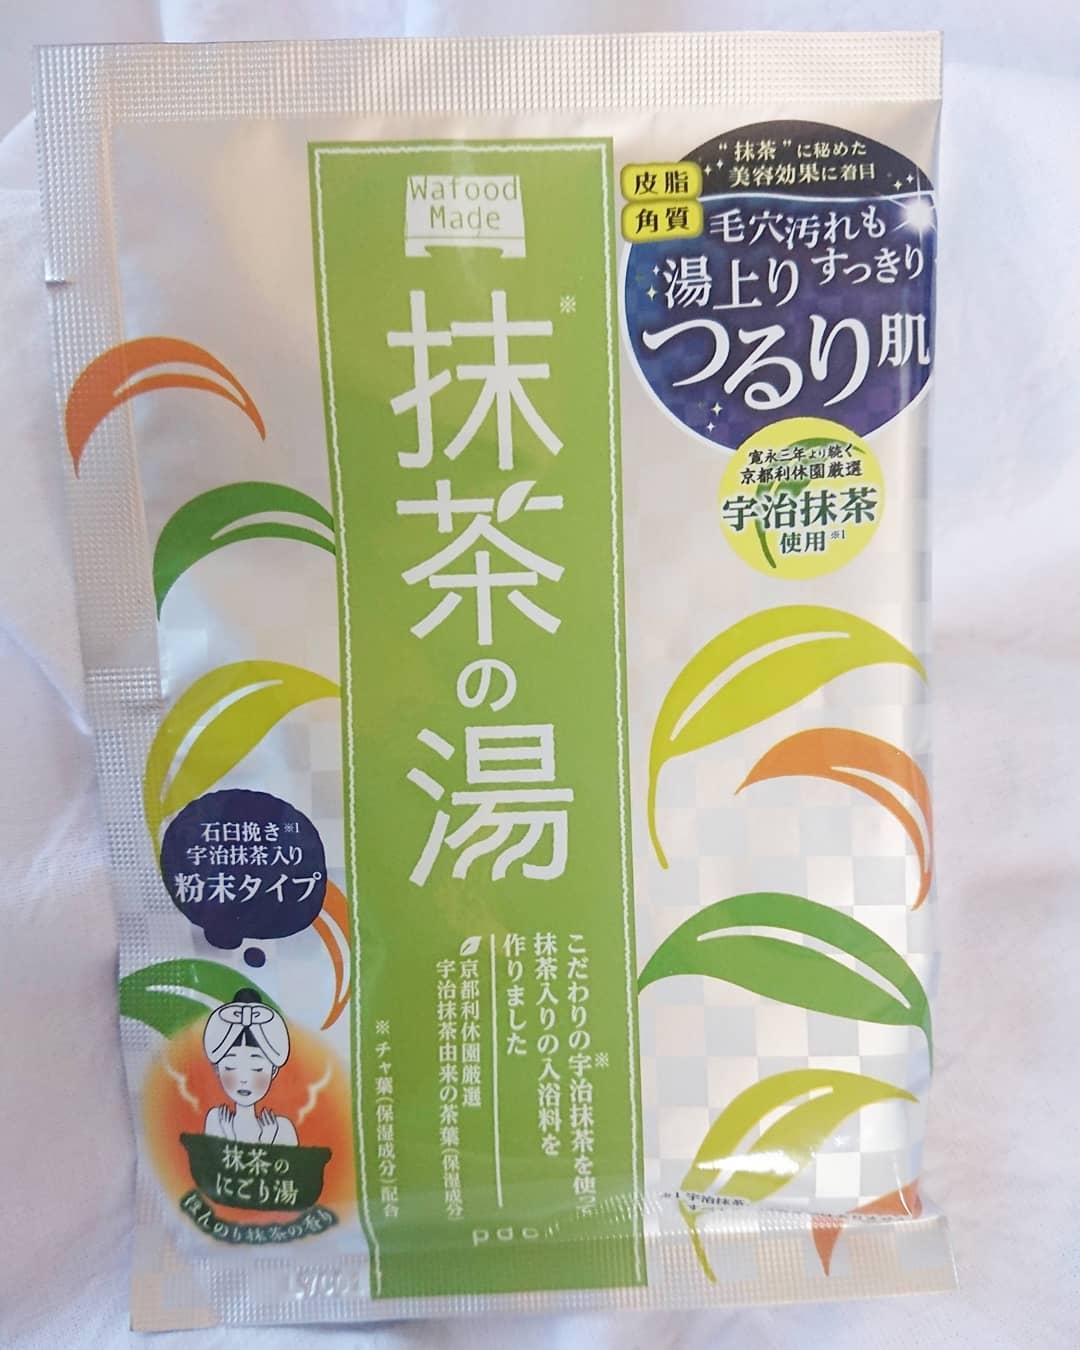 Wafood
Made
抹茶の湯
※
“抹茶”に秘めた
美容効果に着目
皮脂
角質
毛穴汚れも
すっきり
湯上り
つるり肌
寛永三年より続く
京都利休園厳選
宇治抹茶
使用※1
石臼挽き※1
宇治抹茶入り
粉末タイプ
こだわりの宇治抹茶※を使っ
抹茶入りの入浴料を
作りました
京都利休園厳選
宇治抹茶由来の茶葉(保湿成分)
※チャ葉(保湿成分)配合
抹茶の
にごり湯
ほんのり抹茶の香り
※1 宇治抹茶
pdc